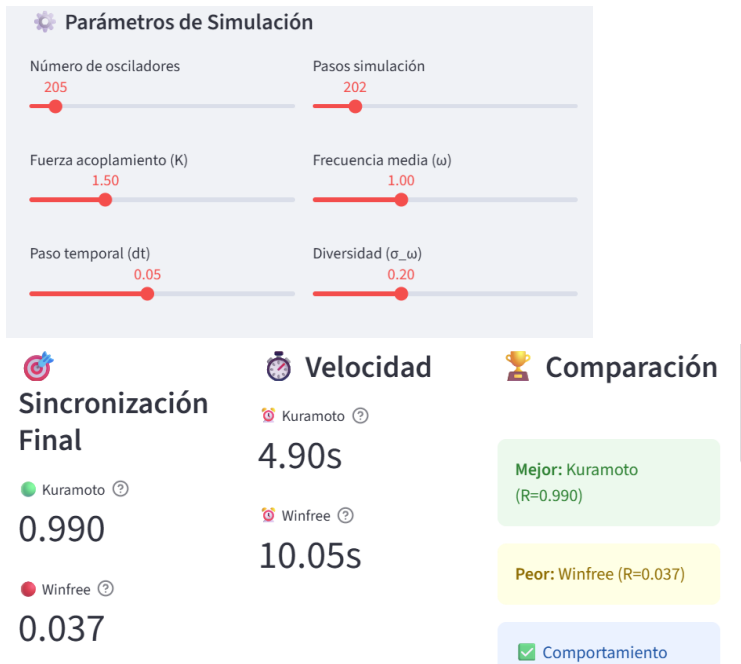 Parámetros de Simulación
Número de osciladores
205
Pasos simulación
202
Fuerza acoplamiento (K)
1.50
Frecuencia media (ω)
1.00
Paso temporal (dt)
0.05
Diversidad (σ_ω)
0.20
Sincronización
Final
Kuramoto
0.990
Winfree
0.037
Velocidad
Kuramoto
4.90s
Winfree
10.05s
Comparación
Mejor: Kuramoto
(R=0.990)
Peor: Winfree (R=0.037)
Comportamiento